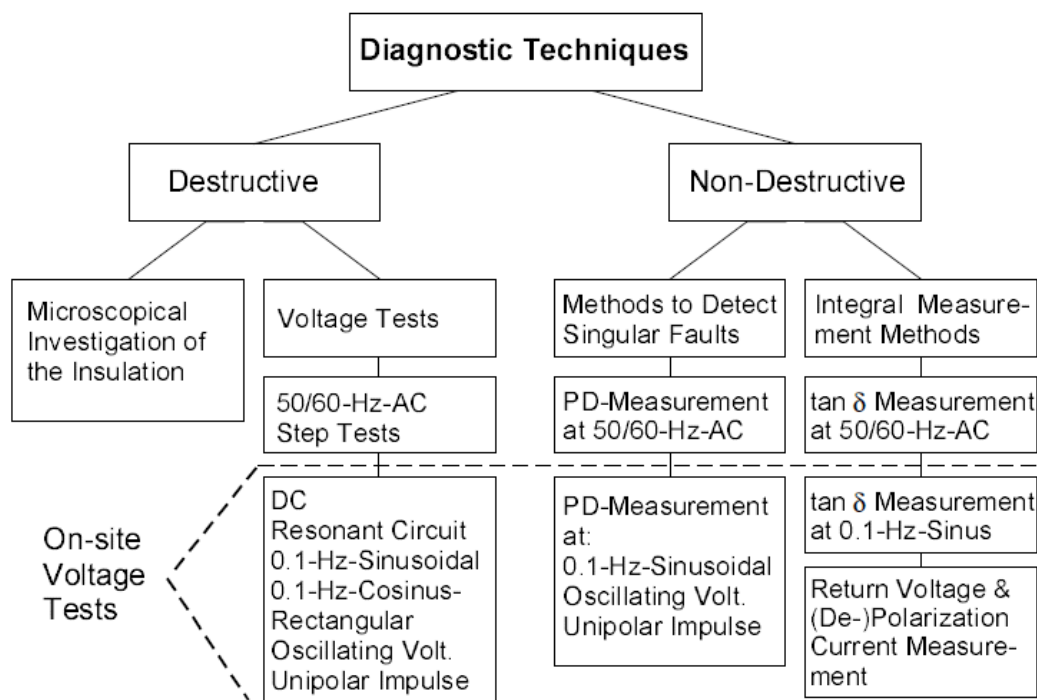 Diagnostic Techniques
Destructive
Non-Destructive
Microscopical
Investigation of
the Insulation
Voltage Tests
Methods to Detect
Singular Faults
Integral Measure-
ment Methods
50/60-Hz-AC
Step Tests
PD-Measurement
at 50/60-Hz-AC
tan δ Measurement
at 50/60-Hz-AC
On-site
Voltage
Tests
DC
Resonant Circuit
0.1-Hz-Sinusoidal
0.1-Hz-Cosinus-
Rectangular
Oscillating Volt.
Unipolar Impulse
PD-Measurement
at:
0.1-Hz-Sinusoidal
Oscillating Volt.
Unipolar Impulse
tan δ Measurement
at 0.1-Hz-Sinus
Return Voltage &
(De-)Polarization
Current Measure-
ment